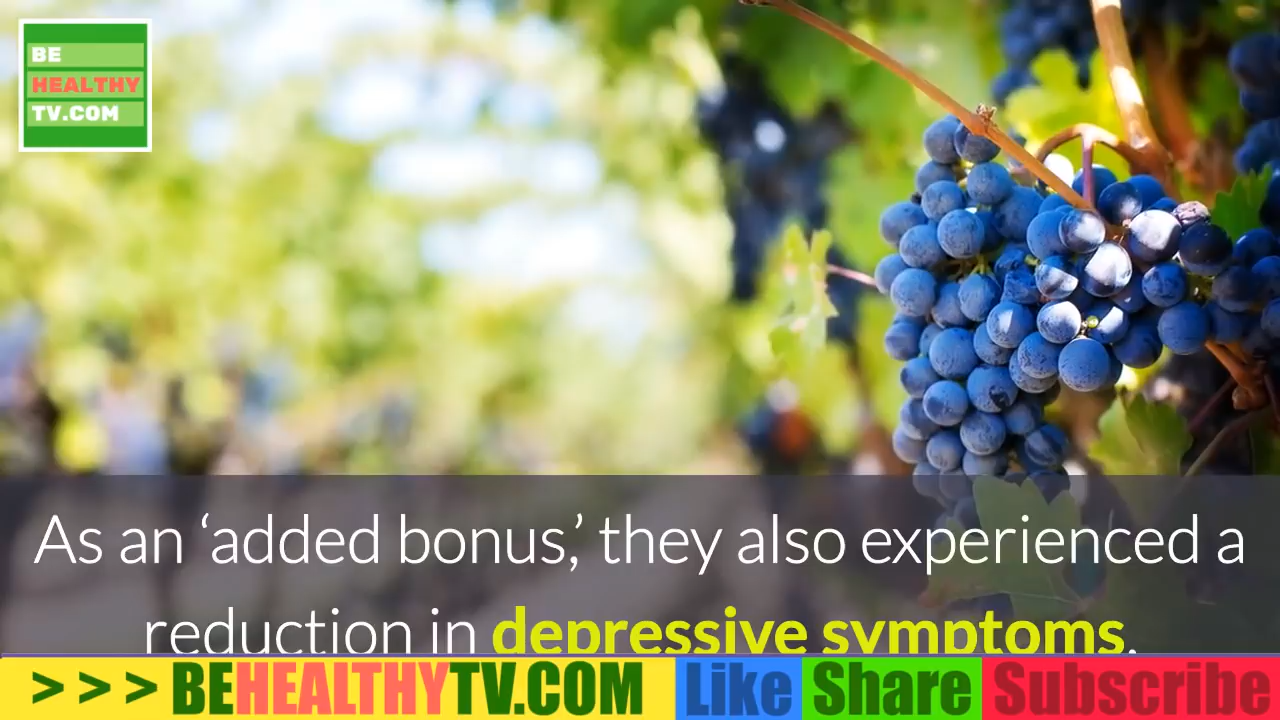 BE
HEALTHY
TV.COM
As an ‘added bonus,’ they also experienced a
reduction in depressive symptoms.
> > > BEHEALTHYTV.COM Like Share Subscribe